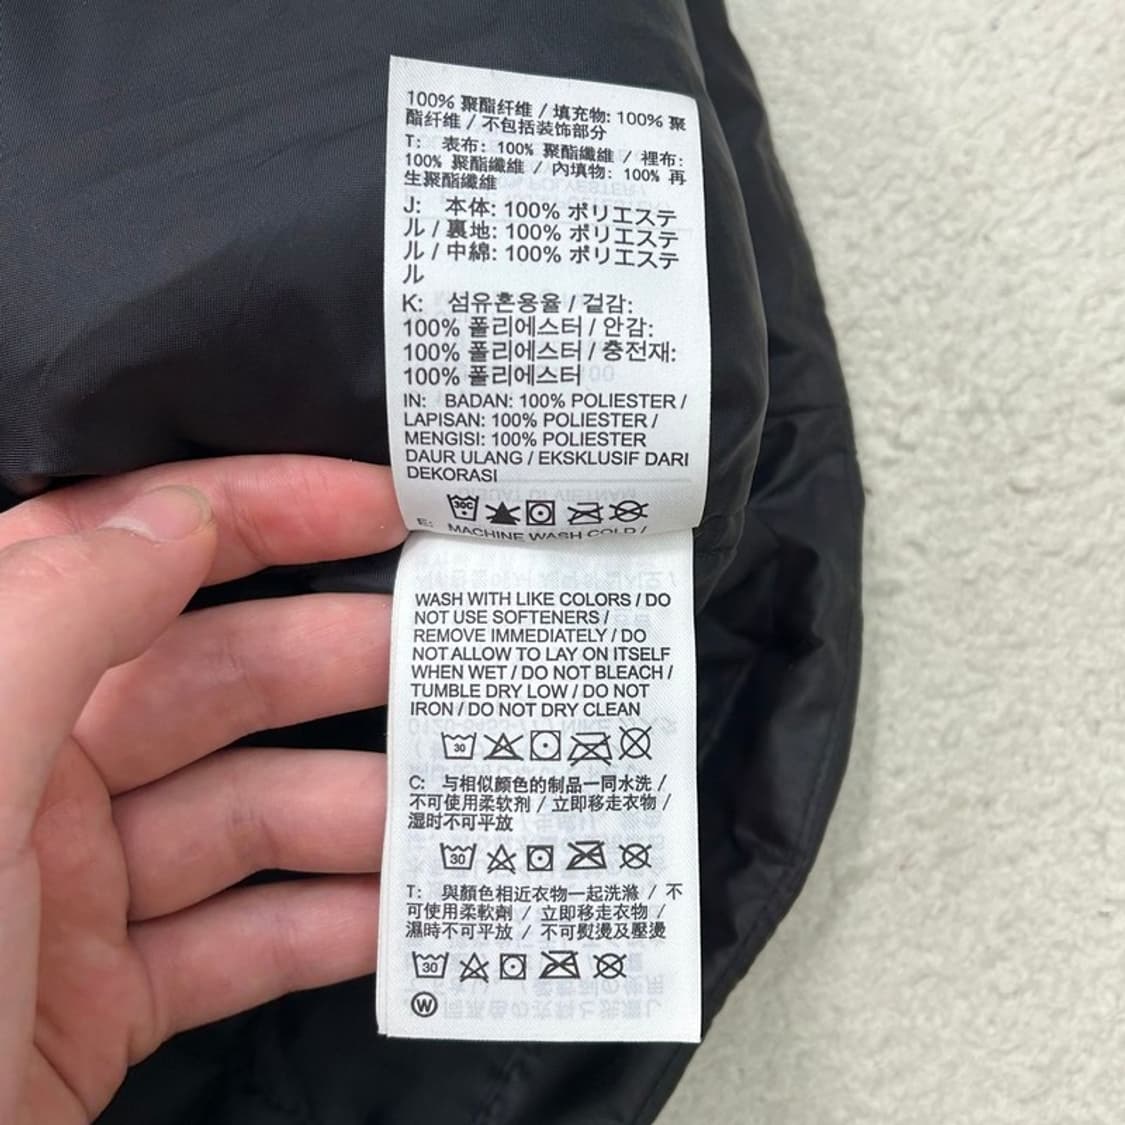 100% 聚酯纤维 / 填充物: 100% 聚
酯纤维 / 不包括装饰部分
T: 表布: 100% 聚酯纖維 / 裡布:
100% 聚酯纖維 / 內填物: 100% 再
生聚酯纖維
J: 本体: 100% ポリエステ
ル / 裏地: 100% ポリエステ
ル / 中綿: 100% ポリエステ
ル
K: 섬유혼용율 / 겉감:
100% 폴리에스터 / 안감:
100% 폴리에스터 / 충전재:
100% 폴리에스터
IN: BADAN: 100% POLIESTER /
LAPISAN: 100% POLIESTER /
MENGISI: 100% POLIESTER
DAUR ULANG / EKSKLUSIF DARI
DEKORASI
30C
E: MACHINE WASH COLD /
WASH WITH LIKE COLORS / DO
NOT USE SOFTENERS /
REMOVE IMMEDIATELY / DO
NOT ALLOW TO LAY ON ITSELF
WHEN WET / DO NOT BLEACH /
TUMBLE DRY LOW / DO NOT
IRON / DO NOT DRY CLEAN
30
C: 与相似颜色的制品一同水洗 /
不可使用柔软剂 / 立即移走衣物 /
湿时不可平放
30
T: 與顏色相近衣物一起洗滌 / 不
可使用柔軟劑 / 立即移走衣物 /
濕時不可平放 / 不可熨燙及壓燙
30
W